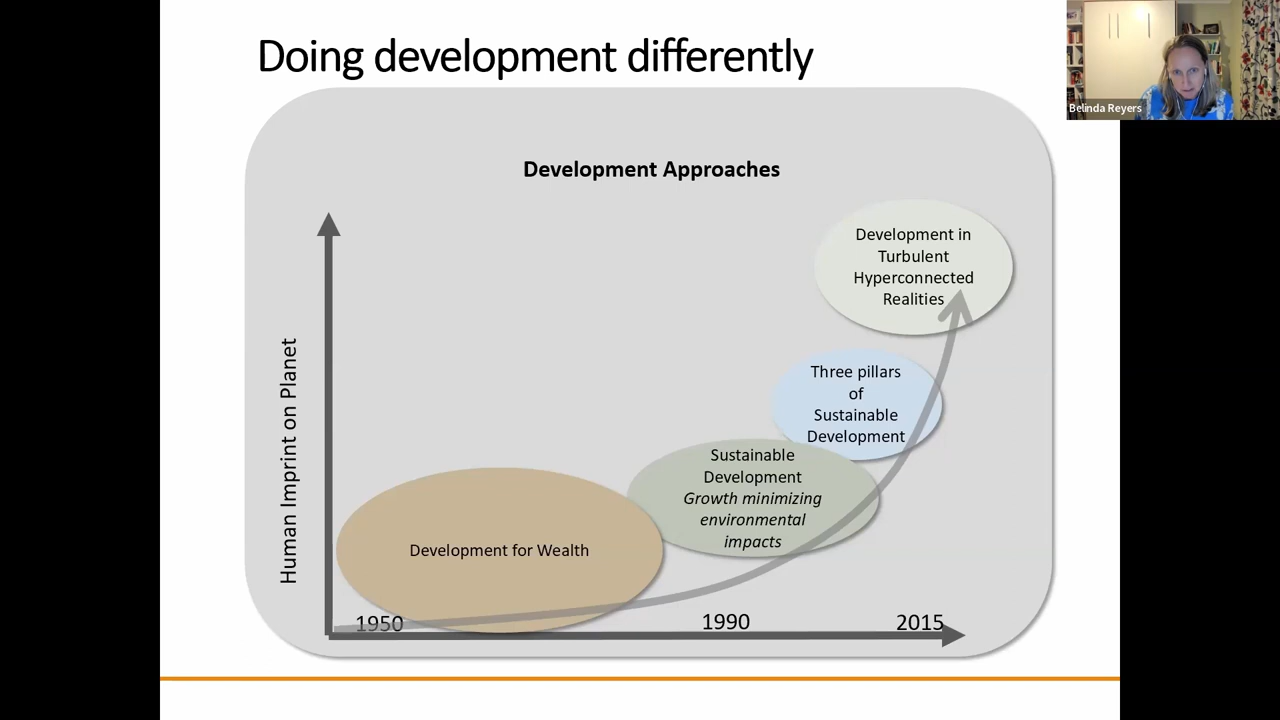 Doing development differently
Belinda Reyers
Development Approaches
Development in
Turbulent
Hyperconnected
Realities
Three pillars
of
Sustainable
Development
Sustainable
Development
Growth minimizing
environmental
impacts
Development for Wealth
Human Imprint on Planet
1950
1990
2015